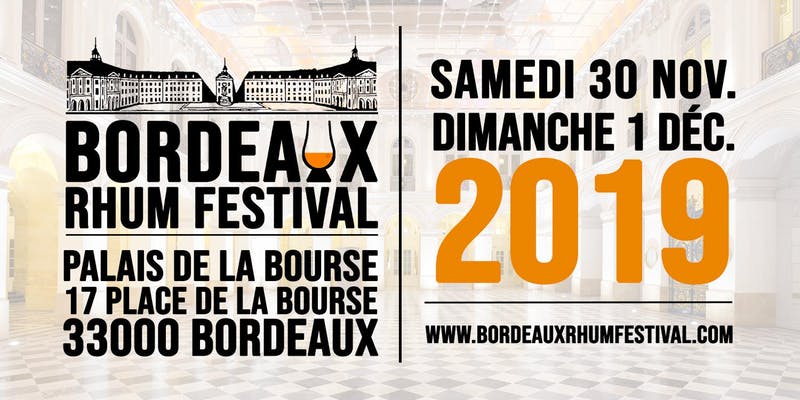 BORDEAUX
RHUM FESTIVAL
PALAIS DE LA BOURSE
17 PLACE DE LA BOURSE
33000 BORDEAUX
SAMEDI 30 NOV.
DIMANCHE 1 DÉC.
2019
WWW.BORDEAUXRHUMFESTIVAL.COM